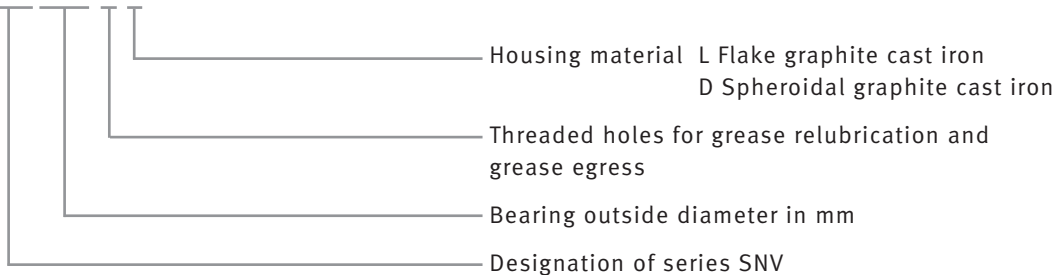 Housing material L Flake graphite cast iron
D Spheroidal graphite cast iron
Threaded holes for grease relubrication and
grease egress
Bearing outside diameter in mm
Designation of series SNV